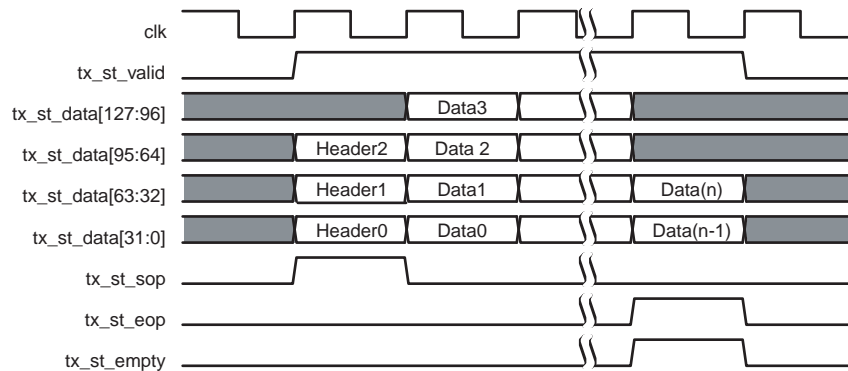 clk
tx_st_valid
tx_st_data[127:96] Data3
tx_st_data[95:64] Header2 Data 2
tx_st_data[63:32] Header1 Data1 Data(n)
tx_st_data[31:0] Header0 Data0 Data(n-1)
tx_st_sop
tx_st_eop
tx_st_empty